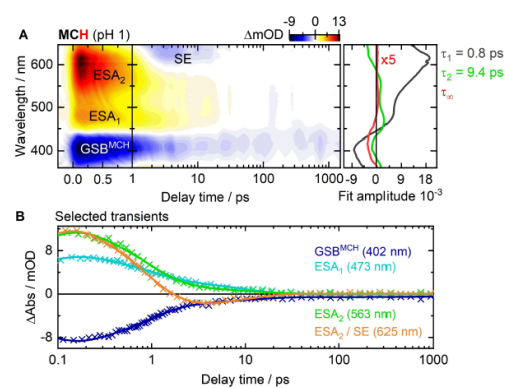 A MCH (pH 1) ΔmOD -9 0 13
Wavelength / nm
600
500
400
ESA2
ESA1
GSBMCH
SE
0.0 0.5 1 10 100 1000
Delay time / ps
x5
τ1 = 0.8 ps
τ2 = 9.4 ps
τ∞
-9 0 9 18
Fit amplitude 10-3
B Selected transients
ΔAbs / mOD
8
0
-8
GSBMCH (402 nm)
ESA1 (473 nm)
ESA2 (563 nm)
ESA2 / SE (625 nm)
0.1 1 10 100 1000
Delay time / ps